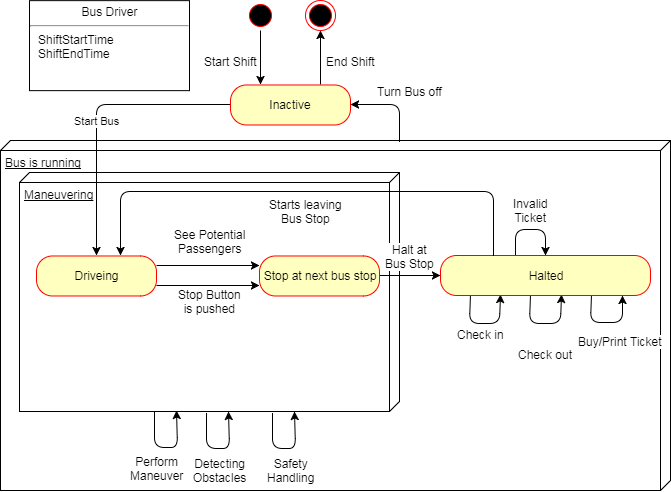 Bus Driver
ShiftStartTime
ShiftEndTime
Start Shift
End Shift
Inactive
Turn Bus off
Start Bus
Bus is running
Maneuvering
Starts leaving
Bus Stop
Invalid
Ticket
See Potential
Passengers
Halt at
Bus Stop
Driveing
Stop at next bus stop
Halted
Stop Button
is pushed
Check in
Check out
Buy/Print Ticket
Perform
Maneuver
Detecting
Obstacles
Safety
Handling